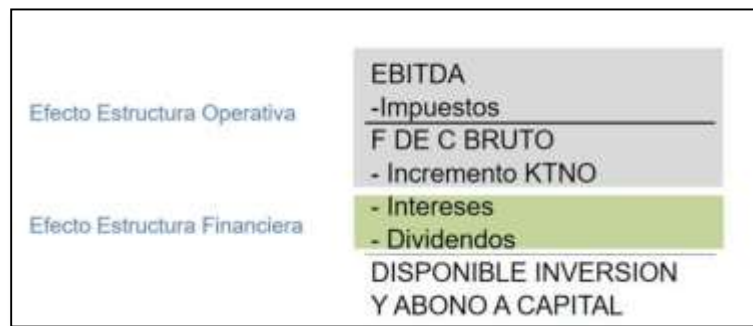 EBITDA
Efecto Estructura Operativa
-Impuestos
F DE C BRUTO
- Incremento KTNO
- Intereses
Efecto Estructura Financiera
- Dividendos
DISPONIBLE INVERSION
Y ABONO A CAPITAL